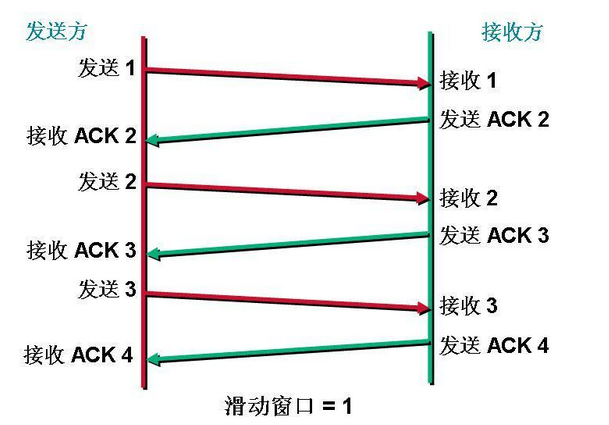 发送方
接收方
发送 1
接收 1
发送 ACK 2
接收 ACK 2
发送 2
接收 2
发送 ACK 3
接收 ACK 3
发送 3
接收 3
发送 ACK 4
接收 ACK 4
滑动窗口 = 1